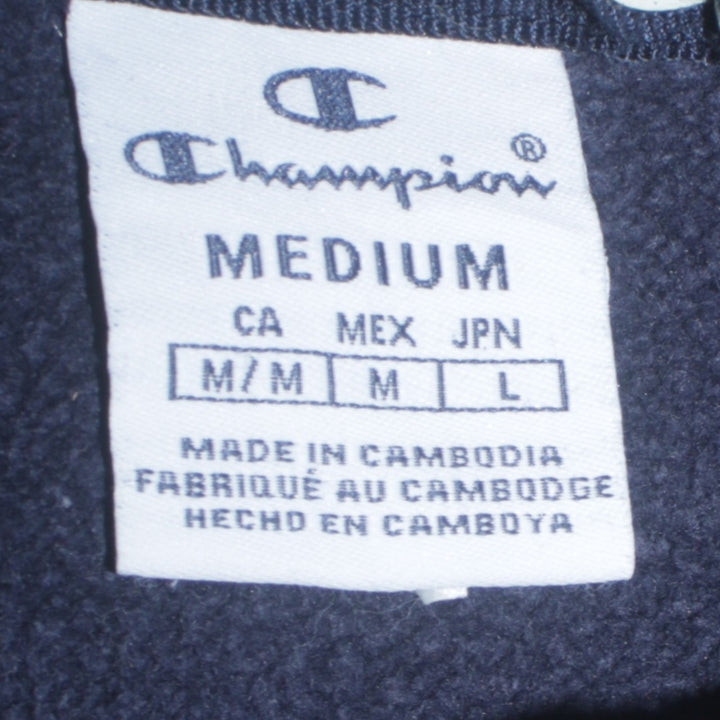 Champion®
MEDIUM
CA MEX JPN
M/M M L
MADE IN CAMBODIA
FABRIQUÉ AU CAMBODGE
HECHO EN CAMBOYA